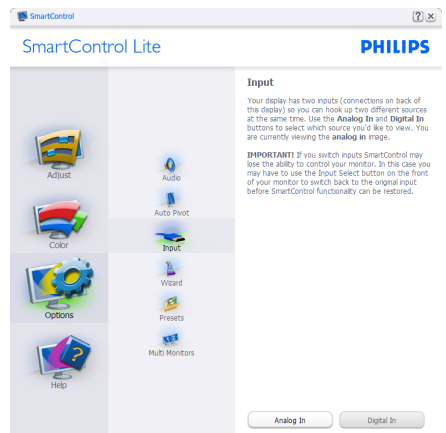 SmartControl
SmartControl Lite
PHILIPS
Adjust
Color
Options
Help
Audio
Auto Pivot
Input
Wizard
Presets
Multi Monitors
Input
Your display has two inputs (connections on back of
this display) so you can hook up two different sources
at the same time. Use the Analog In and Digital In
buttons to select which source you'd like to view. You
are currently viewing the analog in image.
IMPORTANT! If you switch inputs SmartControl may
lose the ability to control your monitor. In this case you
may have to use the Input Select button on the front
of your monitor to switch back to the original input
before SmartControl functionality can be restored.
Analog In
Digital In